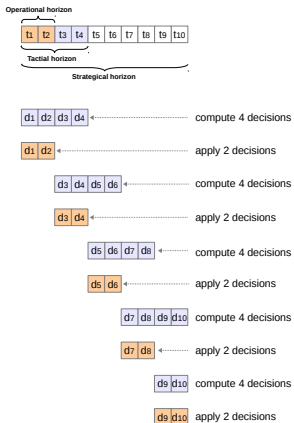 Operational horizon
t1 t2 t3 t4 t5 t6 t7 t8 t9 t10
Tactial horizon
Strategical horizon
d1 d2 d3 d4 compute 4 decisions
d1 d2 apply 2 decisions
d3 d4 d5 d6 compute 4 decisions
d3 d4 apply 2 decisions
d5 d6 d7 d8 compute 4 decisions
d5 d6 apply 2 decisions
d7 d8 d9 d10 compute 4 decisions
d7 d8 apply 2 decisions
d9 d10 compute 4 decisions
d9 d10 apply 2 decisions